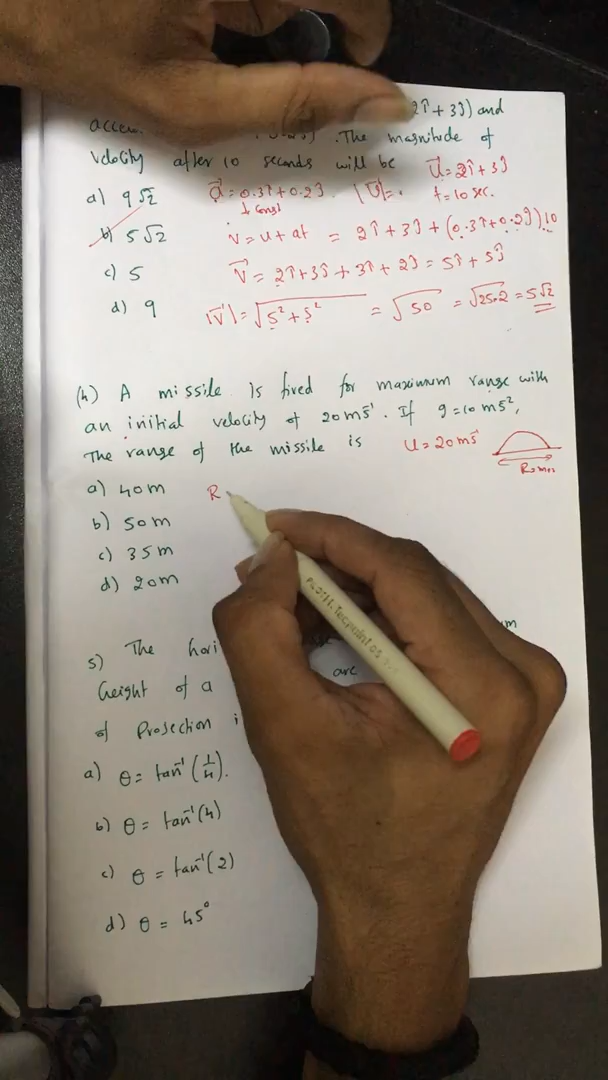 2î + 3ĵ) and
.The magnitude of
velocity after 10 seconds will be
U⃗ = 2î + 3ĵ
a) 9√2
a⃗ = 0.3î + 0.2ĵ
|V⃗| =
t = 10 sec.
const
b) 5√2
v = u + at = 2î + 3ĵ + (0.3î + 0.2ĵ) 10
c) 5
V⃗ = 2î + 3ĵ + 3î + 2ĵ = 5î + 5ĵ
d) 9
|V⃗| = √5² + 5² = √50 = √25·2 = 5√2
(4) A missile is fired for maximum range with
an initial velocity of 20ms⁻¹. If g = 10 ms²,
The range of the missile is
U = 20ms⁻¹
a) 40m
R
b) 50m
c) 35m
d) 20m
5) The hori
height of a are
of Projection i
a) θ = tan⁻¹(1/4).
b) θ = tan⁻¹(4)
c) θ = tan⁻¹(2)
d) θ = 45°